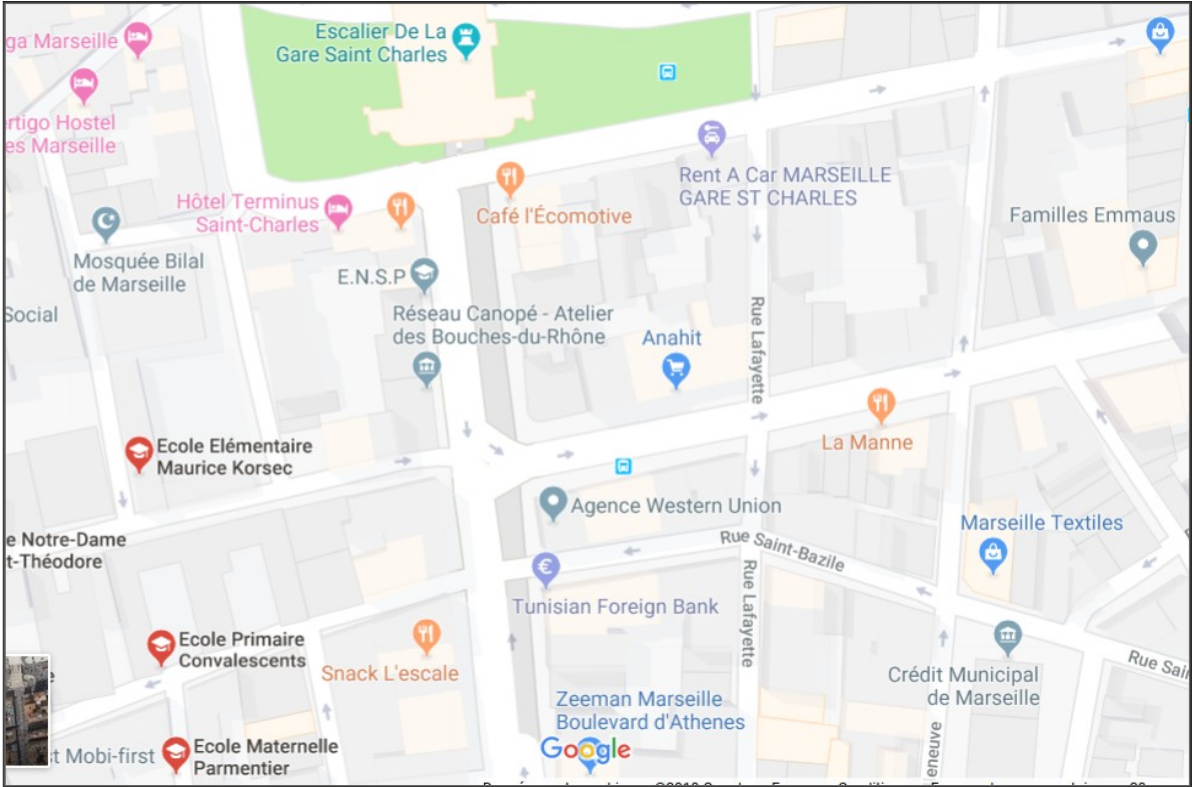 Escalier De La
Gare Saint Charles
ga Marseille
rtigo Hostel
es Marseille
Rent A Car MARSEILLE
GARE ST CHARLES
Hôtel Terminus
Saint-Charles
Café l'Écomotive
Familles Emmaus
Mosquée Bilal
de Marseille
E.N.S.P
Social
Réseau Canopé - Atelier
des Bouches-du-Rhône
Anahit
Rue Lafayette
La Manne
Ecole Elémentaire
Maurice Korsec
Agence Western Union
Marseille Textiles
e Notre-Dame
t-Théodore
Rue Saint-Bazile
Tunisian Foreign Bank
Rue Lafayette
Ecole Primaire
Convalescents
Snack L'escale
Crédit Municipal
de Marseille
Rue Sai
Zeeman Marseille
Boulevard d'Athenes
Google
t Mobi-first
Ecole Maternelle
Parmentier
eneuve